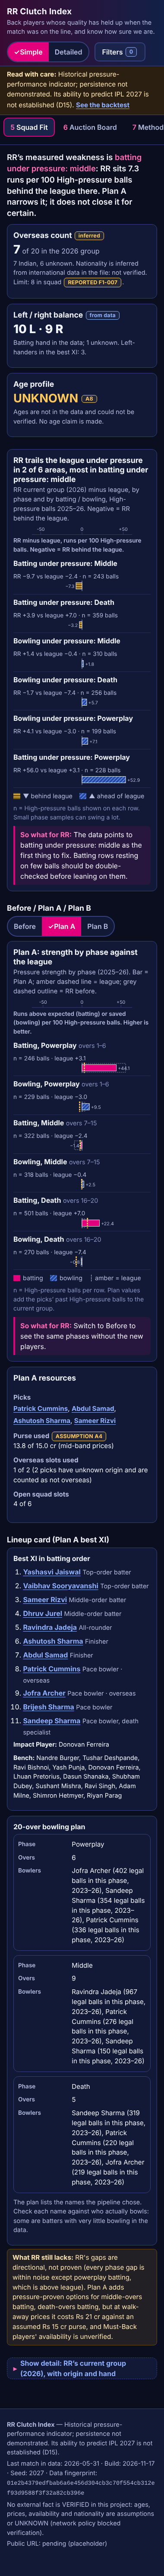 RR Clutch Index
Back players whose quality has held up when the match was on the line, and know how sure we are.
✓Simple Detailed Filters 0
Read with care: Historical pressure-performance indicator; persistence not demonstrated. Its ability to predict IPL 2027 is not established (D15). See the backtest
5 Squad Fit 6 Auction Board 7 Method
RR's measured weakness is batting under pressure: middle: RR sits 7.3 runs per 100 High-pressure balls behind the league there. Plan A narrows it, it does not close it for certain.
Overseas count inferred
7 of 20 in the 2026 group
7 Indian, 6 unknown. Nationality is inferred from international data in the file: not verified. Limit: 8 in squad REPORTED F1-007.
Left / right balance from data
10 L · 9 R
Batting hand in the data; 1 unknown. Left-handers in the best XI: 3.
Age profile
UNKNOWN A8
Ages are not in the data and could not be verified. No age claim is made.
RR trails the league under pressure in 2 of 6 areas, most in batting under pressure: middle
RR current group (2026) minus league, by phase and by batting / bowling, High-pressure balls 2025–26. Negative = RR behind the league.
-50 0 +50
RR minus league, runs per 100 High-pressure balls. Negative = RR behind the league.
Batting under pressure: Middle
RR −9.7 vs league −2.4 · n = 243 balls
−7.3
Batting under pressure: Death
RR +3.9 vs league +7.0 · n = 359 balls
−3.2
Bowling under pressure: Middle
RR +1.4 vs league −0.4 · n = 310 balls
+1.8
Bowling under pressure: Death
RR −1.7 vs league −7.4 · n = 256 balls
+5.7
Bowling under pressure: Powerplay
RR +4.1 vs league −3.0 · n = 199 balls
+7.1
Batting under pressure: Powerplay
RR +56.0 vs league +3.1 · n = 228 balls
+52.9
▼ behind league ▲ ahead of league
n = High-pressure balls shown on each row. Small phase samples can swing a lot.
So what for RR: The data points to batting under pressure: middle as the first thing to fix. Batting rows resting on few balls should be double-checked before leaning on them.
Before / Plan A / Plan B
Before ✓Plan A Plan B
Plan A: strength by phase against the league
Pressure strength by phase (2025–26). Bar = Plan A; amber dashed line = league; grey dashed outline = RR before.
-50 0 +50
Runs above expected (batting) or saved (bowling) per 100 High-pressure balls. Higher is better.
Batting, Powerplay overs 1–6
n = 246 balls · league +3.1
Bowling, Powerplay overs 1–6
n = 229 balls · league −3.0
+9.5
Batting, Middle overs 7–15
n = 322 balls · league −2.4
Bowling, Middle overs 7–15
n = 318 balls · league −0.4
+2.5
Batting, Death overs 16–20
n = 501 balls · league +7.0
+22.4
Bowling, Death overs 16–20
n = 270 balls · league −7.4
batting bowling amber = league
n = High-pressure balls per row. Plan values add the picks' past High-pressure balls to the current group.
So what for RR: Switch to Before to see the same phases without the new players.
Plan A resources
Picks
Patrick Cummins, Abdul Samad, Ashutosh Sharma, Sameer Rizvi
Purse used ASSUMPTION A4
13.8 of 15.0 cr (mid-band prices)
Overseas slots used
1 of 2 (2 picks have unknown origin and are counted as not overseas)
Open squad slots
4 of 6
Lineup card (Plan A best XI)
Best XI in batting order
1. Yashasvi Jaiswal Top-order batter
2. Vaibhav Sooryavanshi Top-order batter
3. Sameer Rizvi Middle-order batter
4. Dhruv Jurel Middle-order batter
5. Ravindra Jadeja All-rounder
6. Ashutosh Sharma Finisher
7. Abdul Samad Finisher
8. Patrick Cummins Pace bowler · overseas
9. Jofra Archer Pace bowler · overseas
10. Brijesh Sharma Pace bowler
11. Sandeep Sharma Pace bowler, death specialist
Impact Player: Donovan Ferreira
Bench: Nandre Burger, Tushar Deshpande, Ravi Bishnoi, Yash Punja, Donovan Ferreira, Lhuan Pretorius, Dasun Shanaka, Shubham Dubey, Sushant Mishra, Ravi Singh, Adam Milne, Shimron Hetmyer, Riyan Parag
20-over bowling plan
Phase Powerplay
Overs 6
Bowlers Jofra Archer (402 legal balls in this phase, 2023–26), Sandeep Sharma (354 legal balls in this phase, 2023–26), Patrick Cummins (336 legal balls in this phase, 2023–26)
Phase Middle
Overs 9
Bowlers Ravindra Jadeja (967 legal balls in this phase, 2023–26), Patrick Cummins (276 legal balls in this phase, 2023–26), Sandeep Sharma (150 legal balls in this phase, 2023–26)
Phase Death
Overs 5
Bowlers Sandeep Sharma (319 legal balls in this phase, 2023–26), Patrick Cummins (220 legal balls in this phase, 2023–26), Jofra Archer (219 legal balls in this phase, 2023–26)
The plan lists the names the pipeline chose. Check each name against who actually bowls: some are batters with very little bowling in the data.
What RR still lacks: RR's gaps are directional, not proven (every phase gap is within noise except powerplay batting, which is above league). Plan A adds pressure-proven options for middle-overs batting, death-overs batting, but at walk-away prices it costs Rs 21 cr against an assumed Rs 15 cr purse, and Must-Back players' availability is unverified.
▸ Show detail: RR's current group (2026), with origin and hand
RR Clutch Index — Historical pressure-performance indicator; persistence not demonstrated. Its ability to predict IPL 2027 is not established (D15).
Last match in data: 2026-05-31 · Build: 2026-11-17 · Seed: 2027 · Data fingerprint:
No external fact is VERIFIED in this project: ages, prices, availability and nationality are assumptions or UNKNOWN (network policy blocked verification).
Public URL: pending (placeholder)